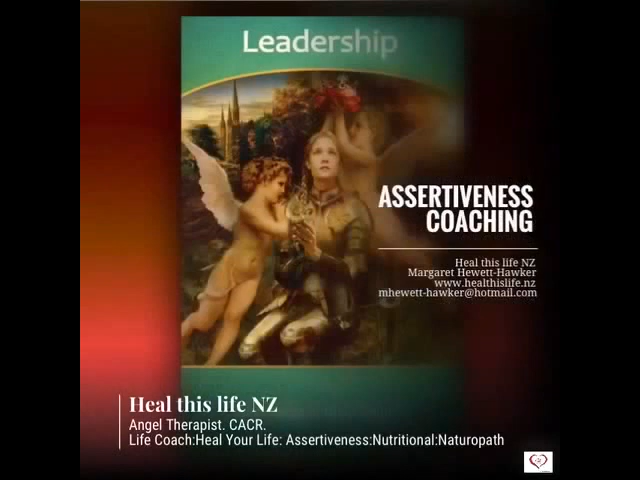 Leadership
ASSERTIVENESS
COACHING
Heal this life NZ
Margaret Hewett-Hawker
www.healthislife.nz
mhewett-hawker@hotmail.com
Heal this life NZ
Angel Therapist. CACR.
Life Coach:Heal Your Life: Assertiveness:Nutritional:Naturopath